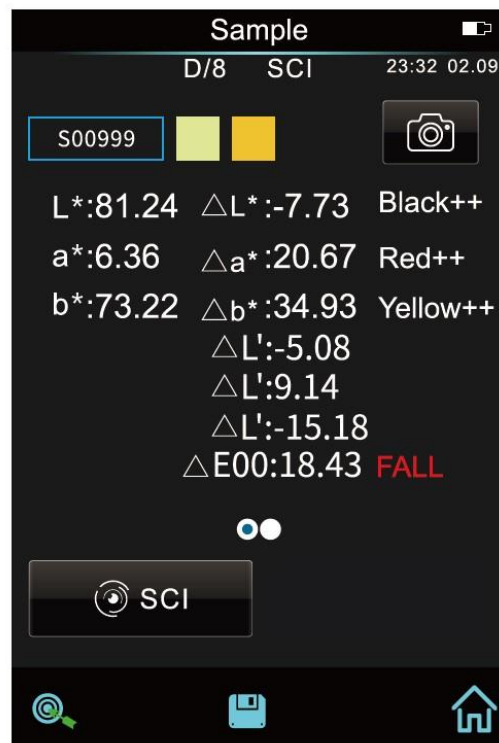 Sample
D/8 SCI 23:32 02.09
S00999
L*:81.24 △L*:-7.73 Black++
a*:6.36 △a*:20.67 Red++
b*:73.22 △b*:34.93 Yellow++
△L':-5.08
△L':9.14
△L':-15.18
△E00:18.43 FALL
SCI